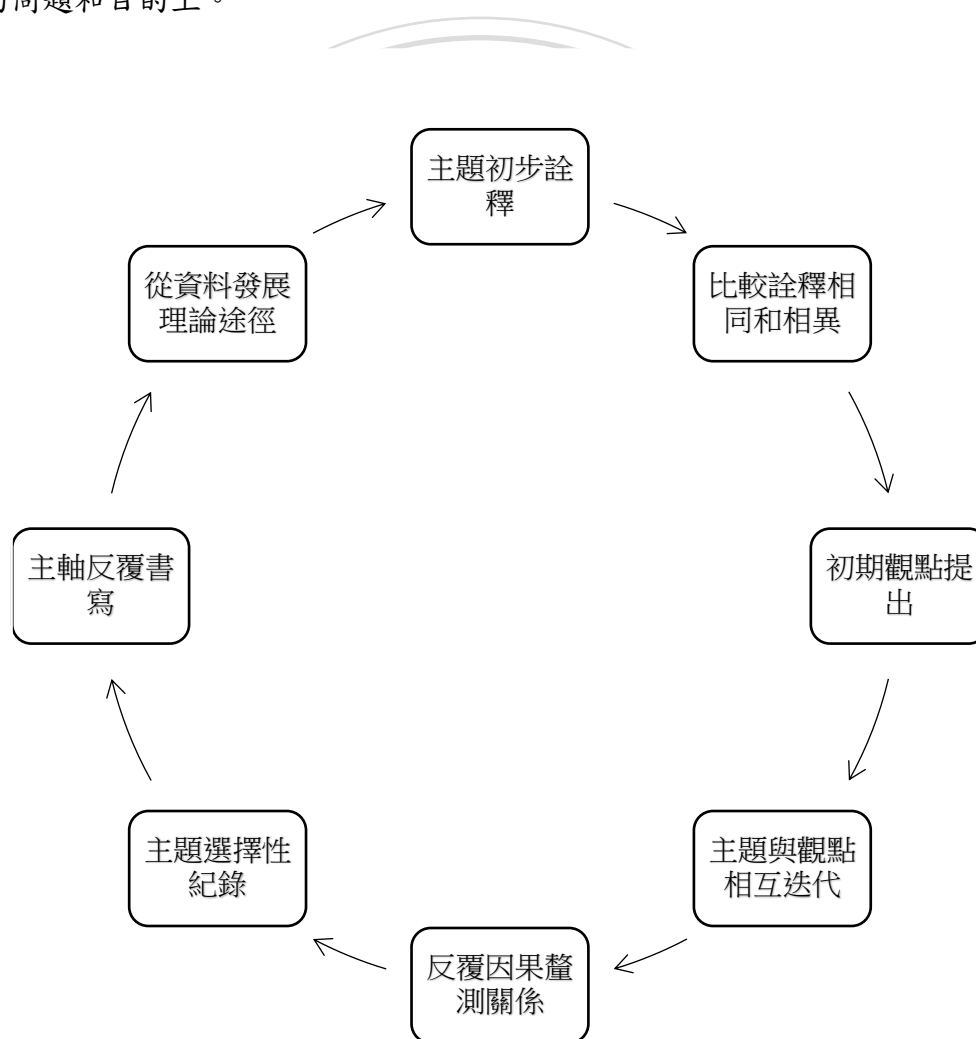 問題和目的上。
主題初步詮
釋
比較詮釋相
同和相異
初期觀點提
出
主題與觀點
相互迭代
反覆因果釐
測關係
主題選擇性
紀錄
主軸反覆書
寫
從資料發展
理論途徑